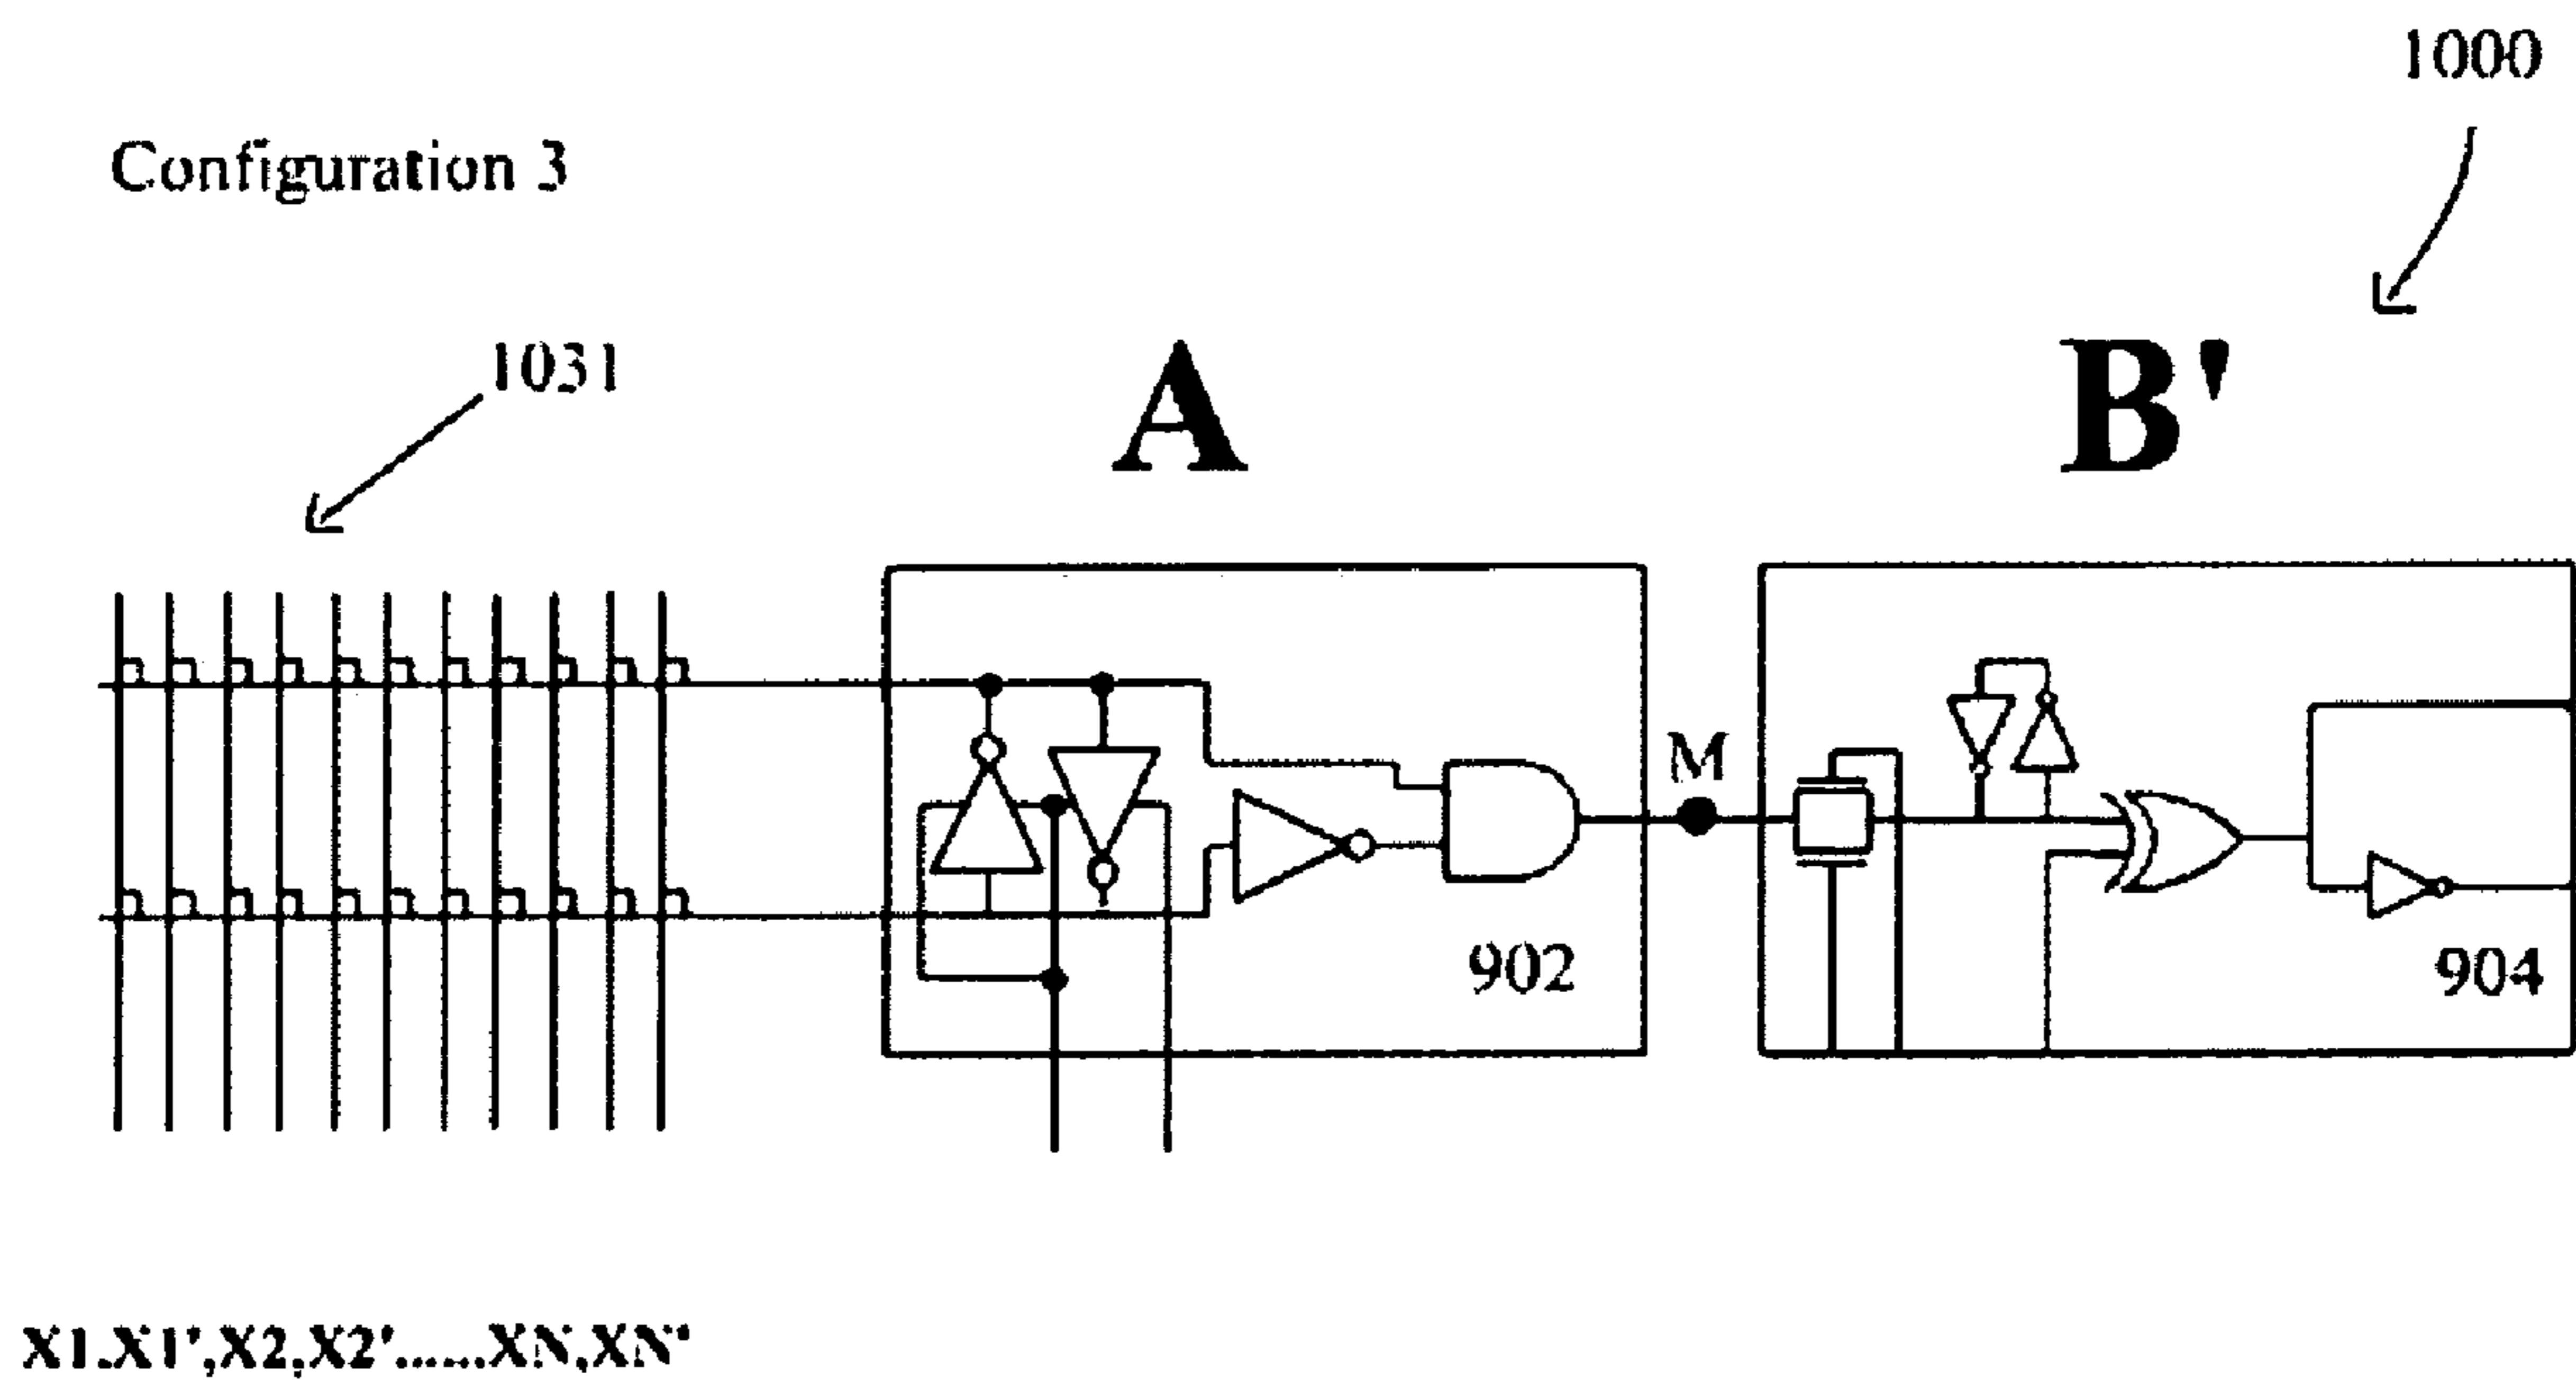 1000
Configuration 3
1031
A
B'
M
902
904
X1.X1',X2,X2'......XN,XN'